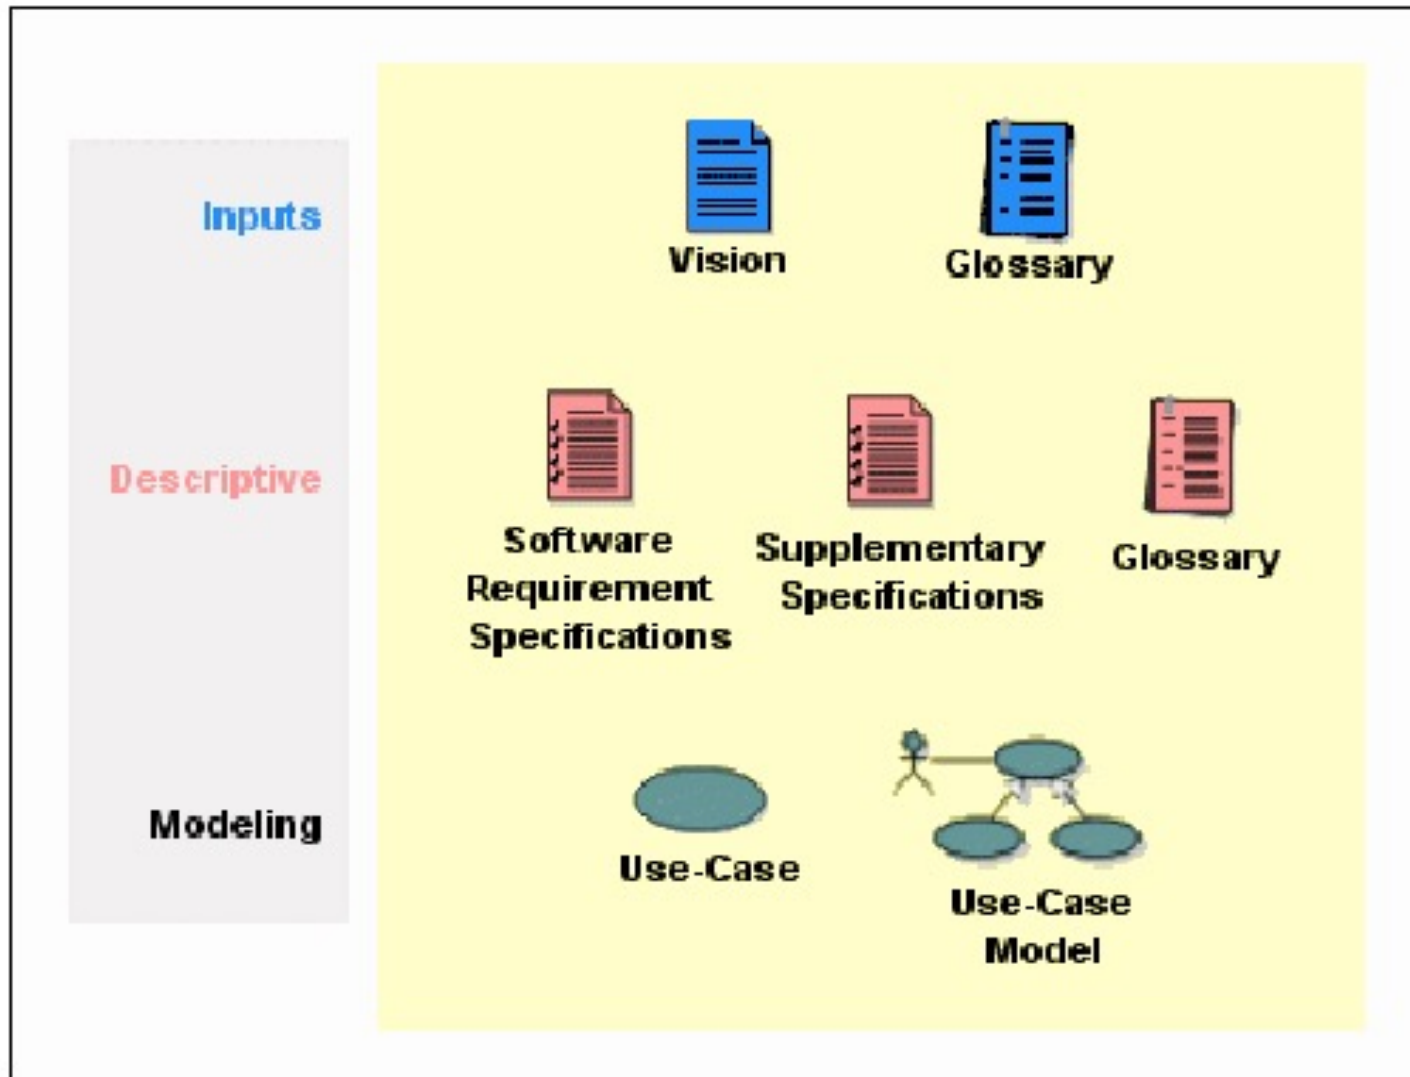 Inputs
Vision
Glossary
Descriptive
Software
Requirement
Specifications
Supplementary
Specifications
Glossary
Modeling
Use-Case
Use-Case
Model